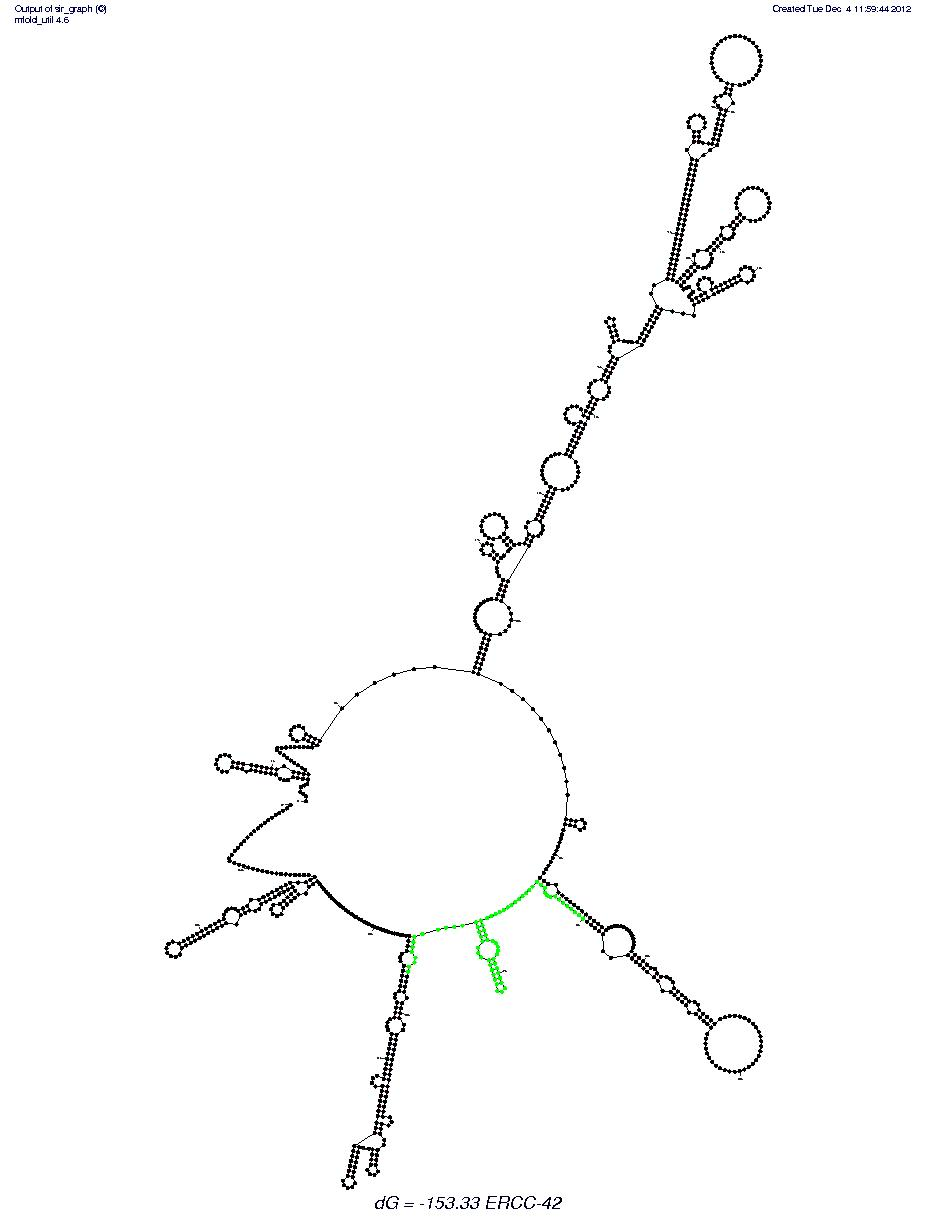 Output of sir_graph (©)
mfold_util 4.6
Created Tue Dec 4 11:59:44 2012
dG = -153.33 ERCC-42